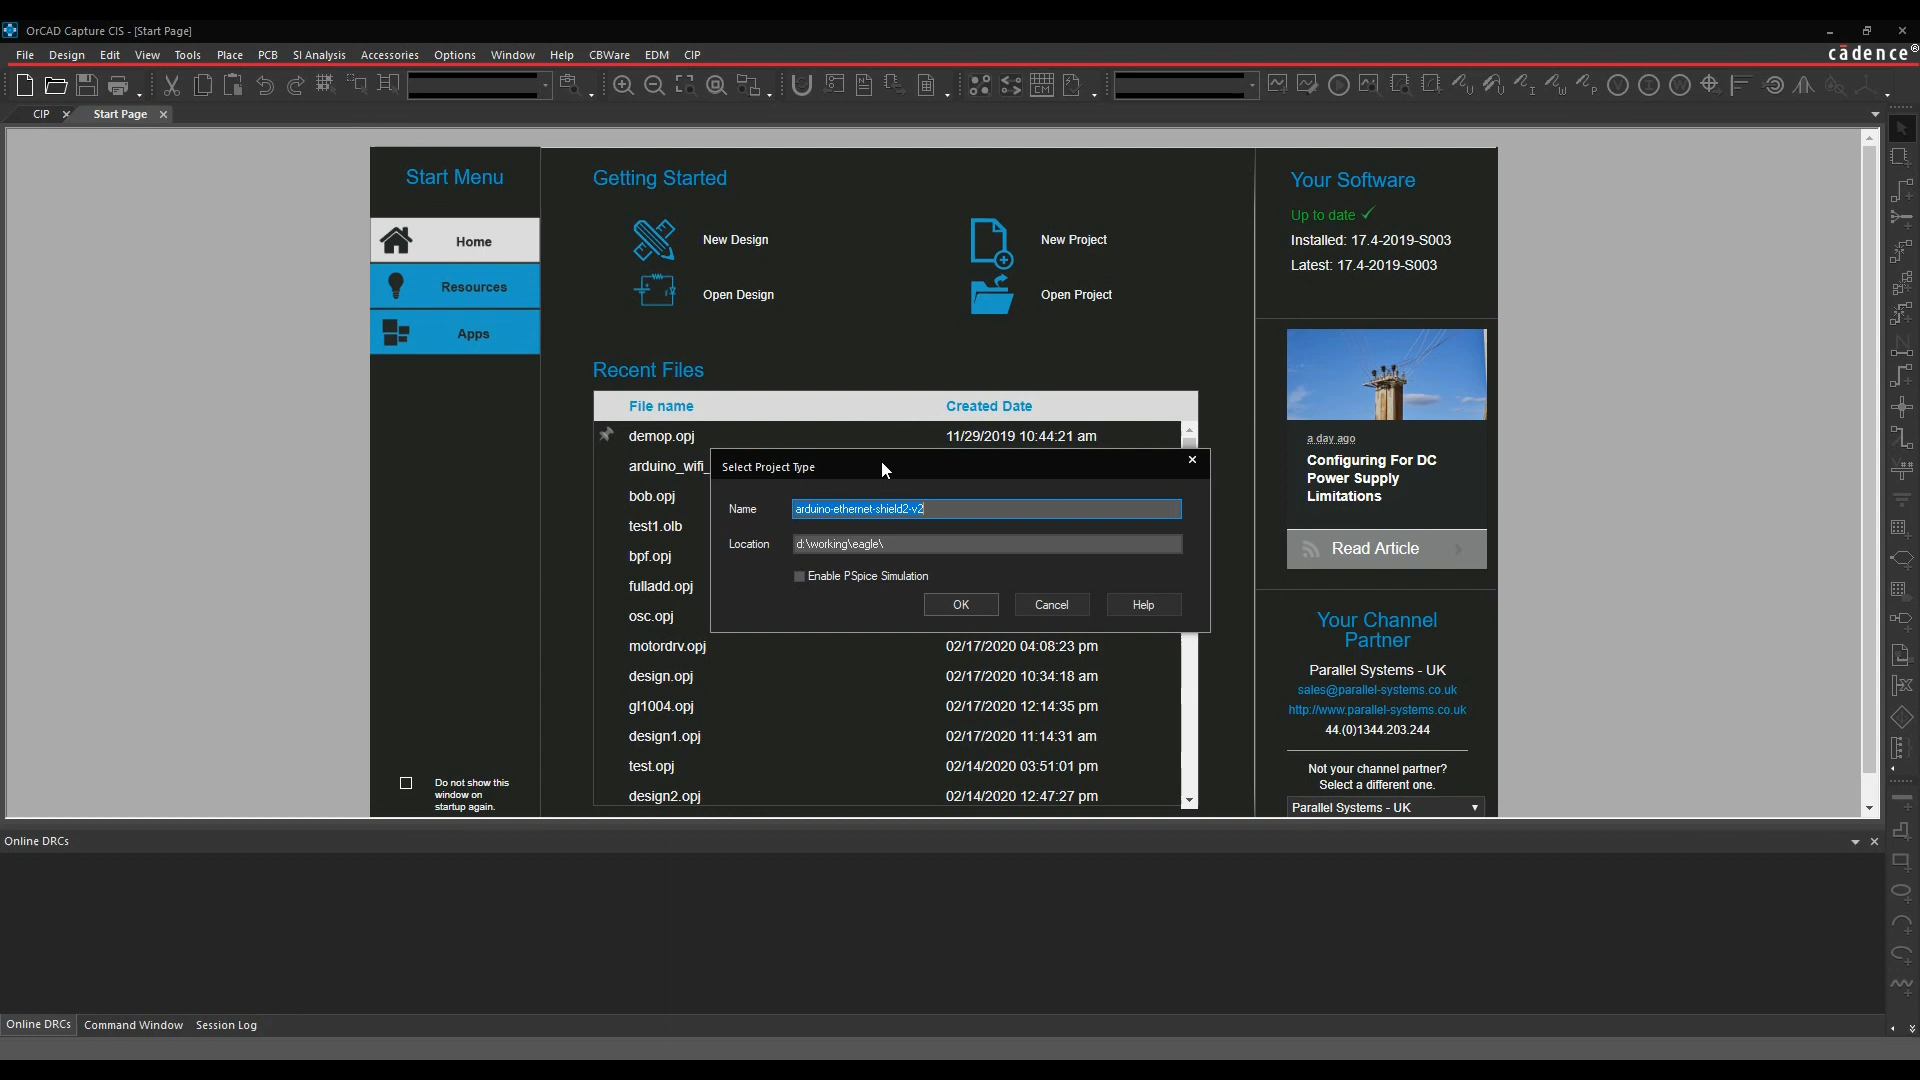 OrCAD Capture CIS - [Start Page]
File Design Edit View Tools Place PCB SI Analysis Accessories Options Window Help CBWare EDM CIP
cādence®
CIP
Start Page
Start Menu
Home
Resources
Apps
Do not show this
window on
startup again.
Getting Started
New Design
New Project
Open Design
Open Project
Recent Files
File name Created Date
demop.opj 11/29/2019 10:44:21 am
arduino_wifi_
bob.opj
test1.olb
bpf.opj
fulladd.opj
osc.opj
motordrv.opj 02/17/2020 04:08:23 pm
design.opj 02/17/2020 10:34:18 am
gl1004.opj 02/17/2020 12:14:35 pm
design1.opj 02/17/2020 11:14:31 am
test.opj 02/14/2020 03:51:01 pm
design2.opj 02/14/2020 12:47:27 pm
Select Project Type
Name arduino-ethernet-shield2-v2
Location d:\working\eagle\
Enable PSpice Simulation
OK Cancel Help
Your Software
Up to date
Installed: 17.4-2019-S003
Latest: 17.4-2019-S003
a day ago
Configuring For DC
Power Supply
Limitations
Read Article
Your Channel
Partner
Parallel Systems - UK
sales@parallel-systems.co.uk
http://www.parallel-systems.co.uk
44.(0)1344.203.244
Not your channel partner?
Select a different one.
Parallel Systems - UK
Online DRCs
Online DRCs Command Window Session Log